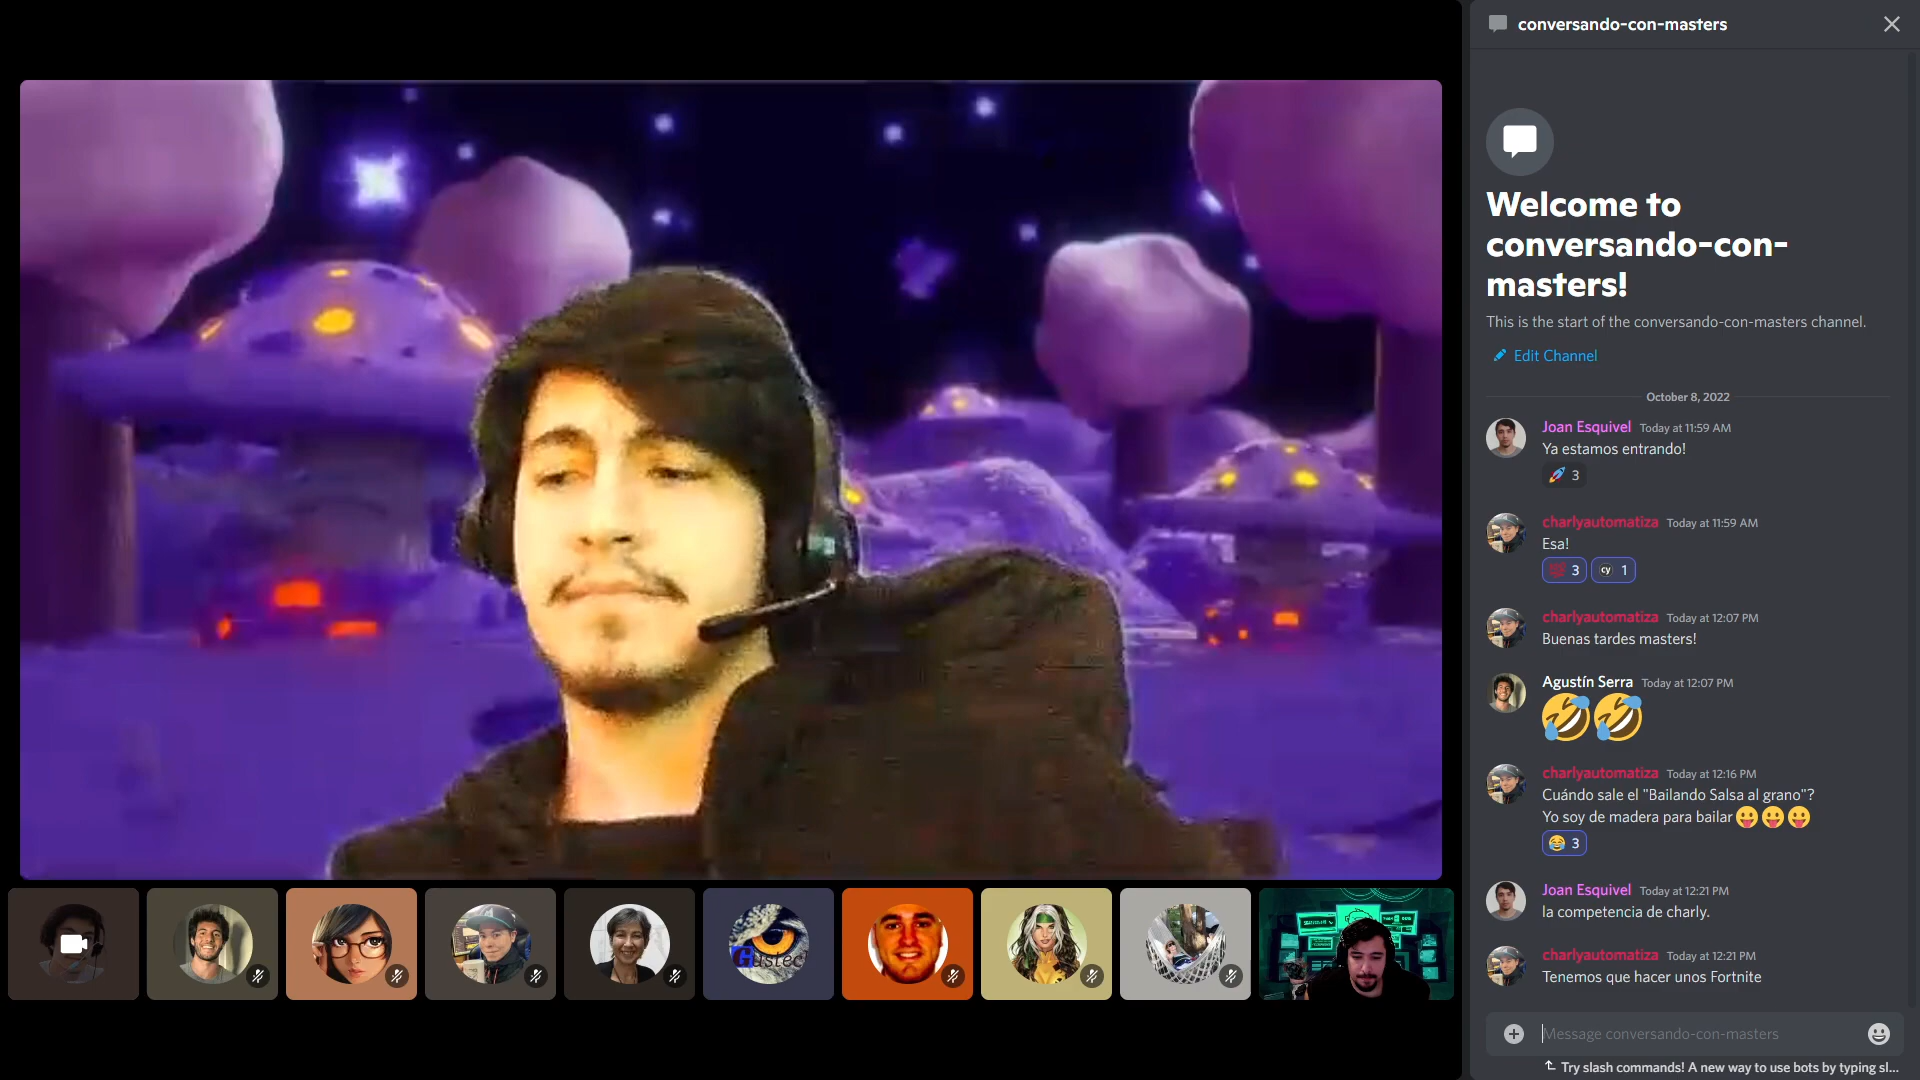 conversando-con-masters
Welcome to
conversando-con-
masters!
This is the start of the conversando-con-masters channel.
Edit Channel
October 8, 2022
Joan Esquivel Today at 11:59 AM
Ya estamos entrando!
3
charlyautomatiza Today at 11:59 AM
Esa!
3 cy 1
charlyautomatiza Today at 12:07 PM
Buenas tardes masters!
Agustín Serra Today at 12:07 PM
charlyautomatiza Today at 12:16 PM
Cuándo sale el "Bailando Salsa al grano"?
Yo soy de madera para bailar
3
Joan Esquivel Today at 12:21 PM
la competencia de charly.
charlyautomatiza Today at 12:21 PM
Tenemos que hacer unos Fortnite
Message conversando-con-masters
Try slash commands! A new way to use bots by typing sl...